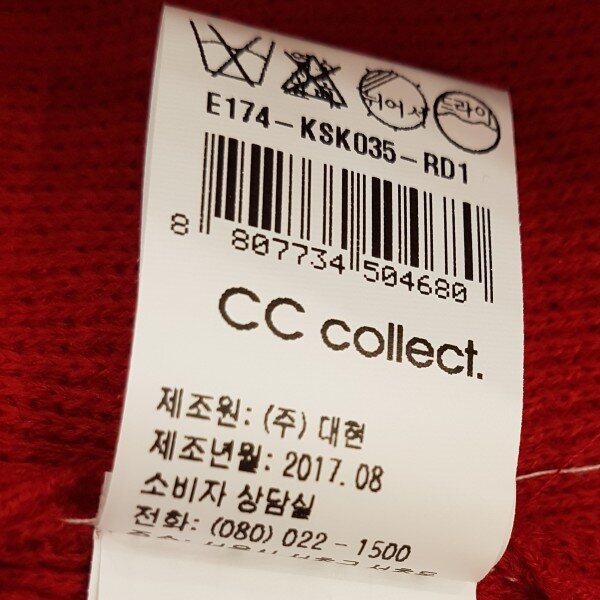 뉘어서 드라이
E174-KSK035-RD1
8 807734 504680
CC collect.
제조원: (주) 대현
제조년월: 2017. 08
소비자 상담실
전화: (080) 022-1500